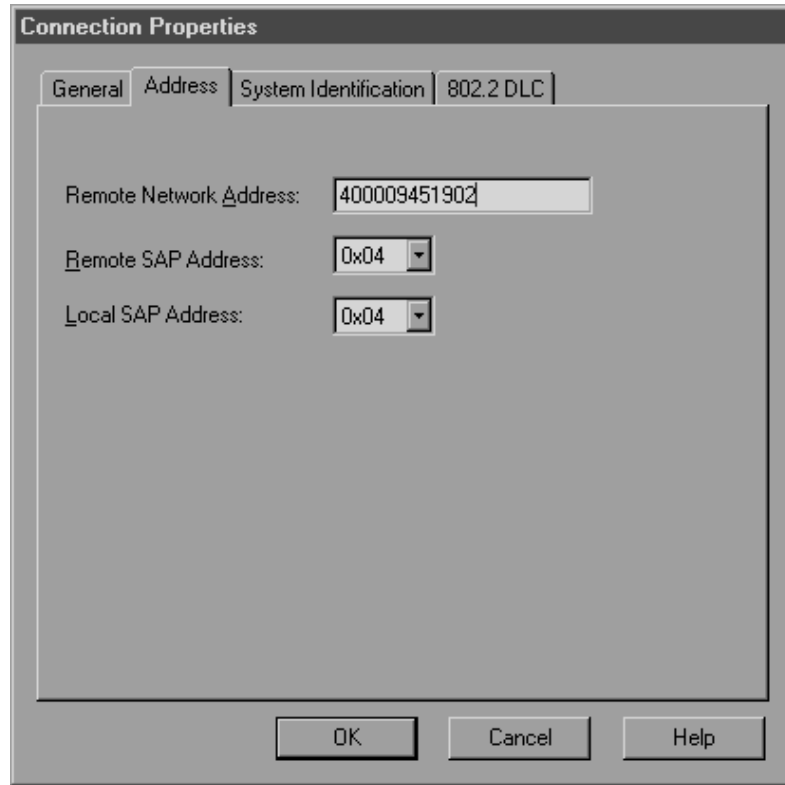 Connection Properties
General Address System Identification 802.2 DLC
Remote Network Address: 400009451902
Remote SAP Address: 0x04
Local SAP Address: 0x04
OK Cancel Help